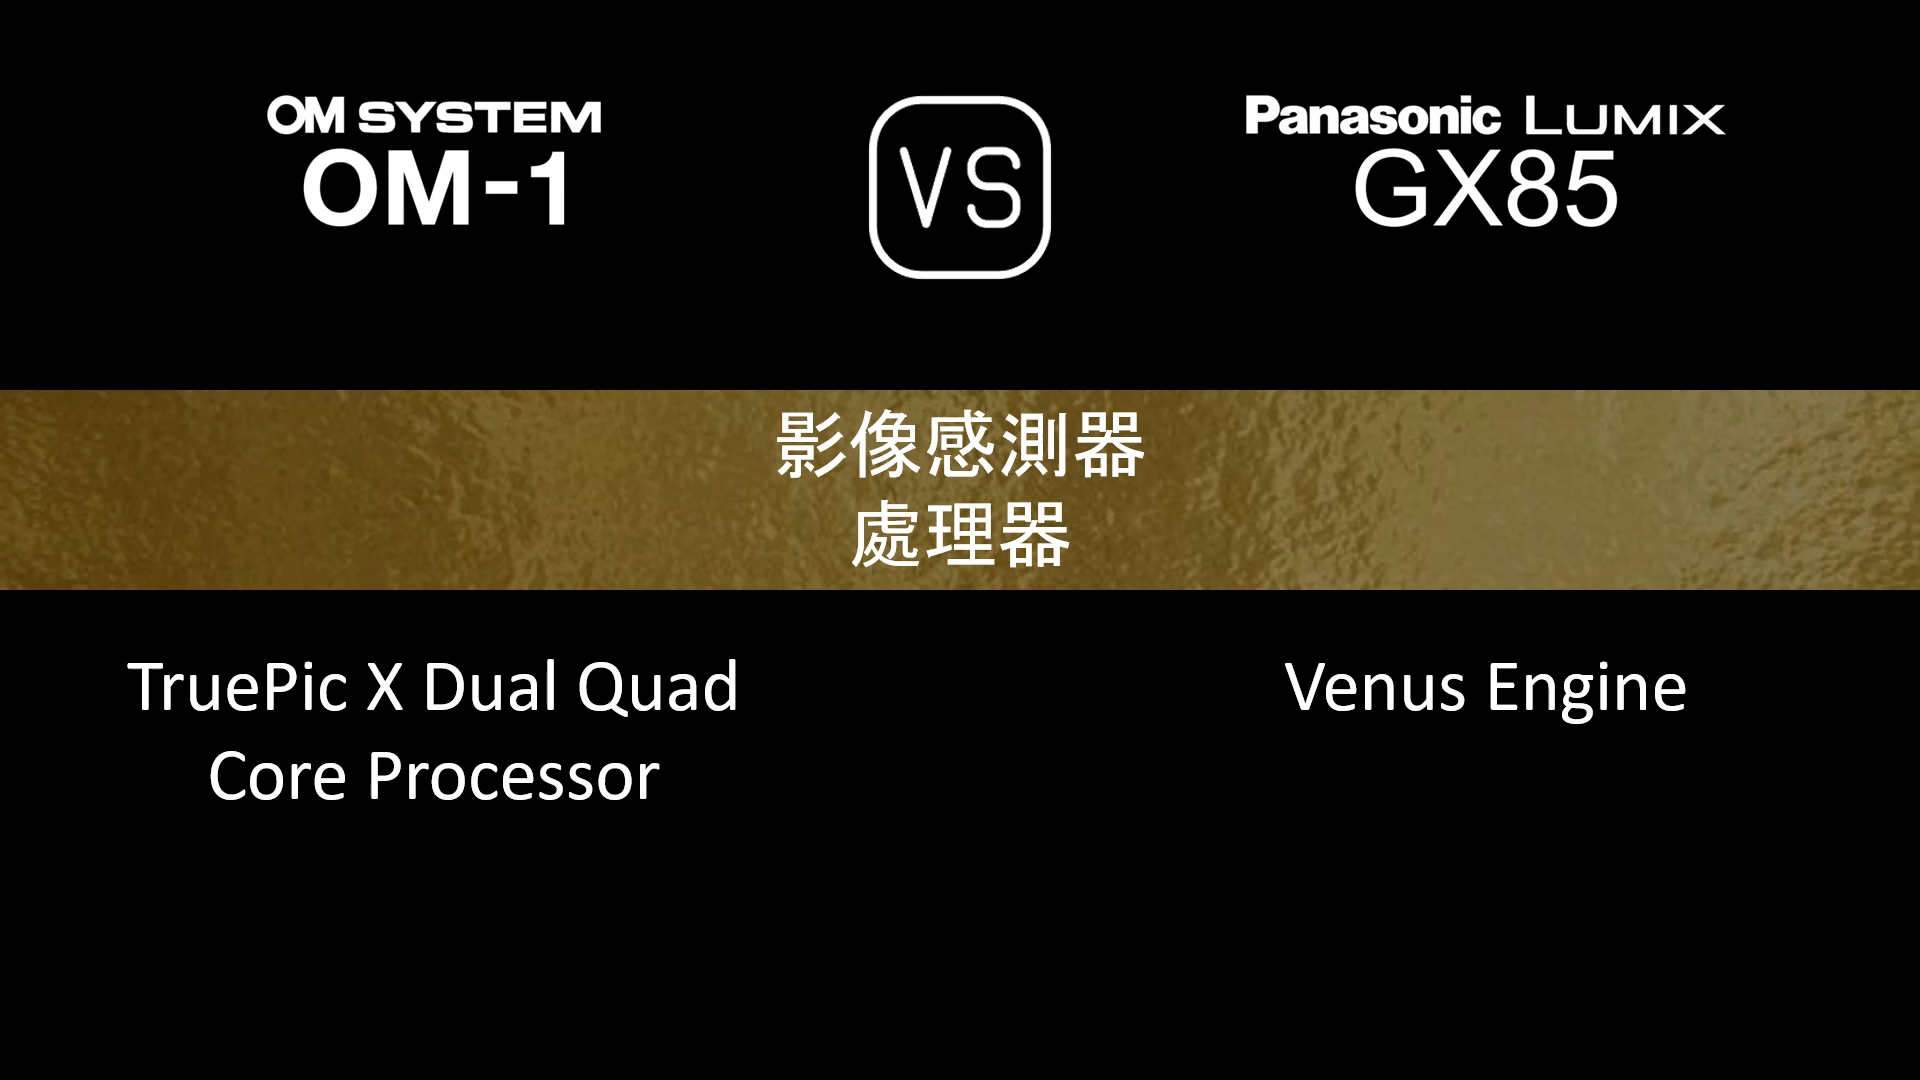 OM SYSTEM
OM-1
VS
Panasonic LUMIX
GX85
影像感測器
處理器
TruePic X Dual Quad
Core Processor
Venus Engine